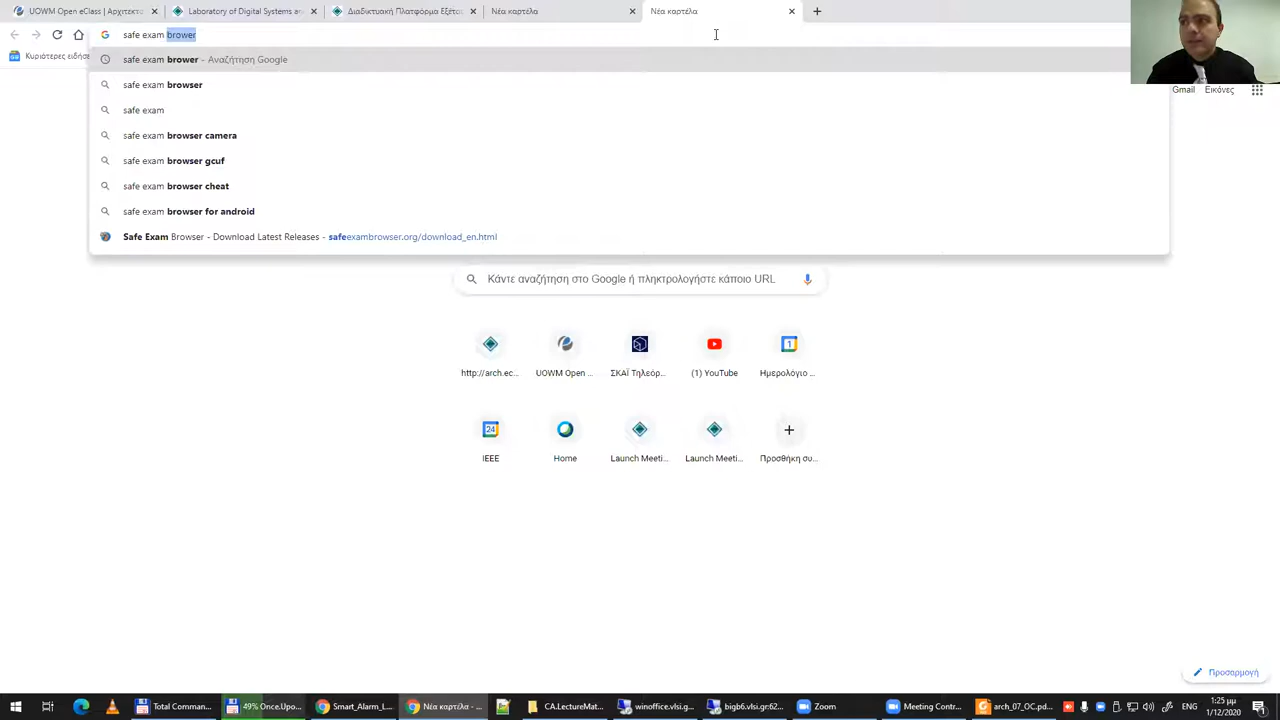 UOWM Open eClass | Αρχιτεκτο
Laboratory of Digital Systems an
Διαδικτυακή Πλατφόρμα Εξέτασ
Νέα καρτέλα
Νέα καρτέλα
safe exam brower
Κυριότερες ειδήσε
safe exam brower - Αναζήτηση Google
safe exam browser
safe exam
safe exam browser camera
safe exam browser gcuf
safe exam browser cheat
safe exam browser for android
Safe Exam Browser - Download Latest Releases - safeexambrowser.org/download_en.html
Gmail Εικόνες
Κάντε αναζήτηση στο Google ή πληκτρολογήστε κάποιο URL
http://arch.ec... UOWM Open ... ΣΚΑΪ Τηλεόρ... (1) YouTube Ημερολόγιο ...
IEEE Home Launch Meeti... Launch Meeti... Προσθήκη συ...
Προσαρμογή
Total Comman... 49% Once.Upo... Smart_Alarm_L... Νέα καρτέλα - ... CA.LectureMat... winoffice.vlsi.g... bigb6.vlsi.gr:62... Zoom Meeting Contr... arch_07_OC.pd... ENG 1:25 μμ
1/12/2020